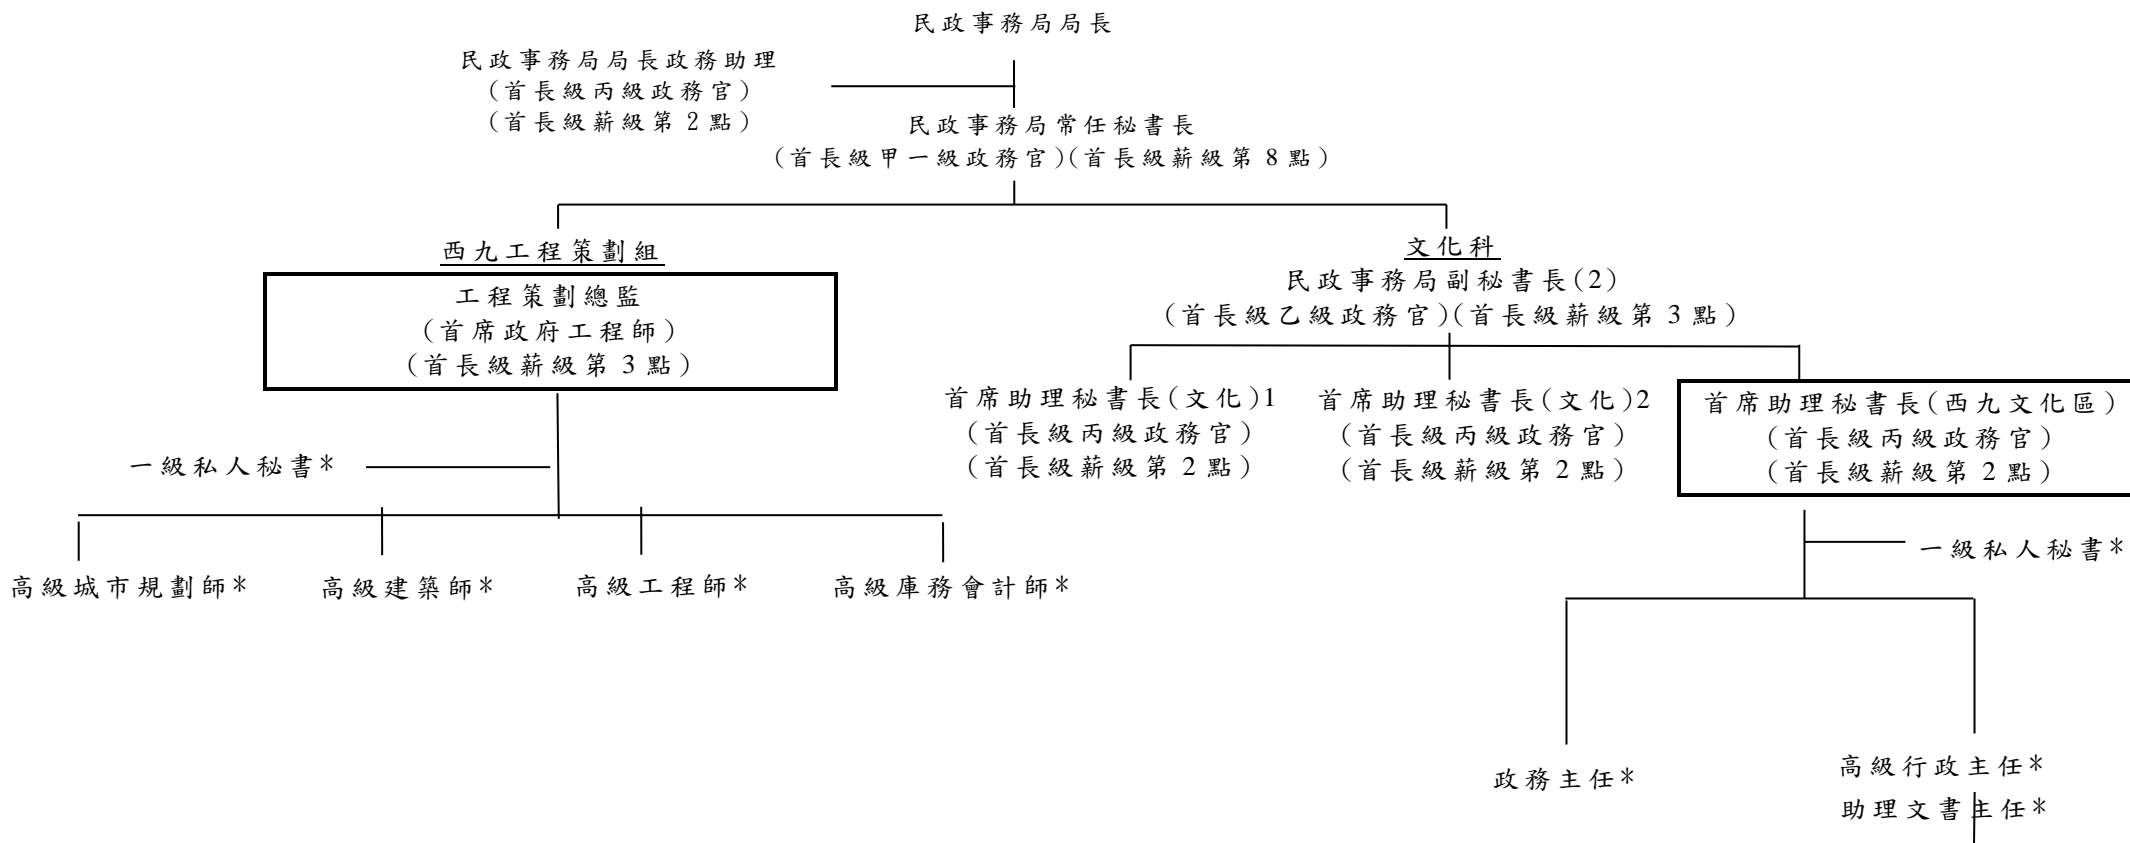 民政事務局局長
民政事務局局長政務助理
(首長級丙級政務官)
(首長級薪級第 2 點)
民政事務局常任秘書長
(首長級甲一級政務官)(首長級薪級第 8 點)
西九工程策劃組
工程策劃總監
(首席政府工程師)
(首長級薪級第 3 點)
文化科
民政事務局副秘書長(2)
(首長級乙級政務官)(首長級薪級第 3 點)
首席助理秘書長(文化)1
(首長級丙級政務官)
(首長級薪級第 2 點)
首席助理秘書長(文化)2
(首長級丙級政務官)
(首長級薪級第 2 點)
首席助理秘書長(西九文化區)
(首長級丙級政務官)
(首長級薪級第 2 點)
一級私人秘書*
高級城市規劃師*
高級建築師*
高級工程師*
高級庫務會計師*
一級私人秘書*
政務主任*
高級行政主任*
助理文書主任*